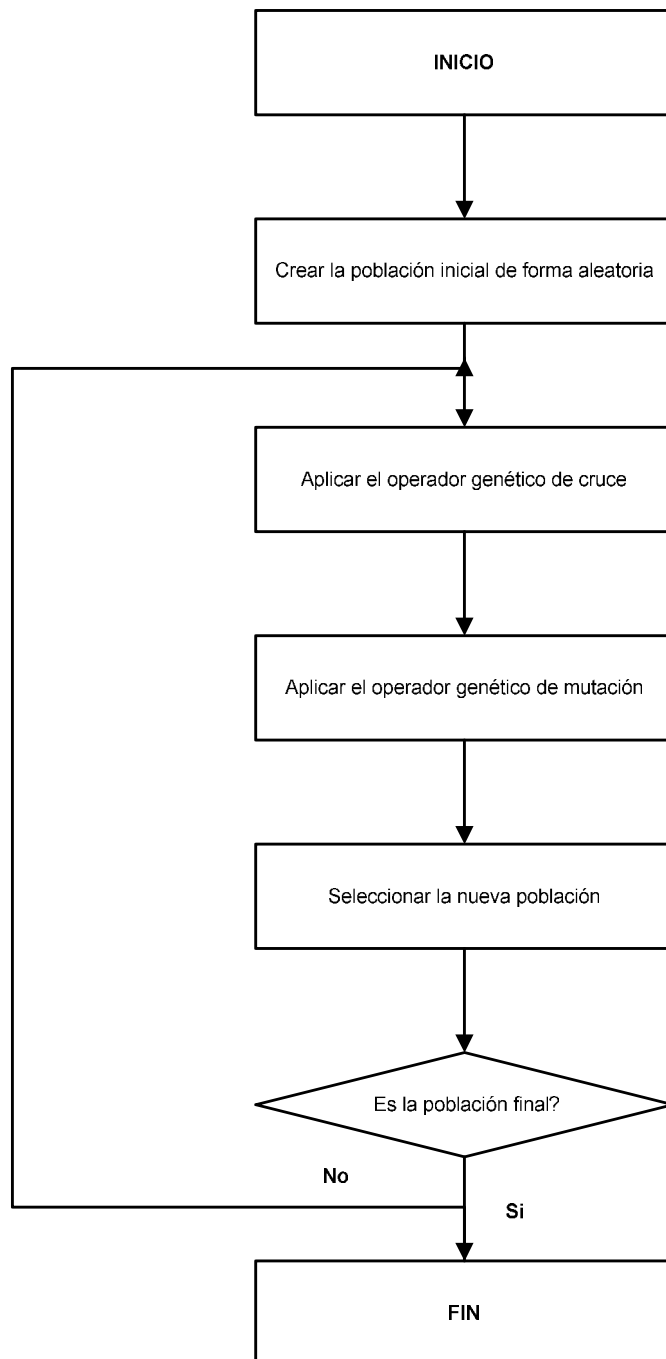 INICIO
Crear la población inicial de forma aleatoria
Aplicar el operador genético de cruce
Aplicar el operador genético de mutación
Seleccionar la nueva población
Es la población final?
No
Si
FIN